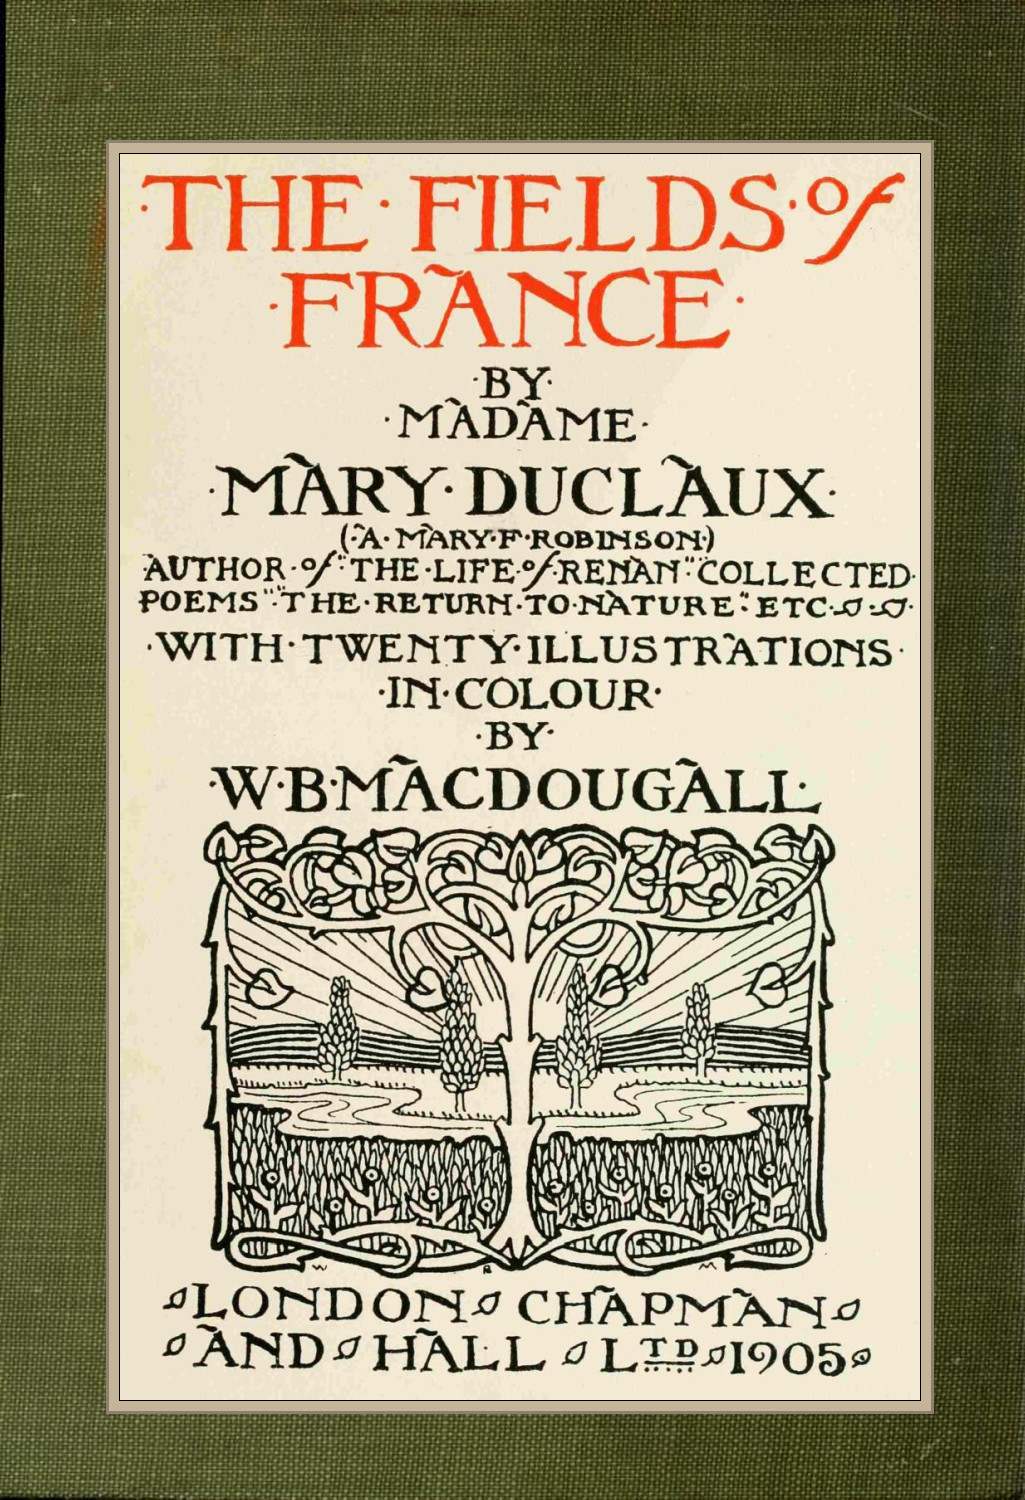 ·THE·FIELDS·of
·FRANCE·
·BY·
·MADAME·
·MARY·DUCLAUX·
(·A·MARY·F·ROBINSON·)
·AUTHOR·of·"THE·LIFE·of·RENAN"·"COLLECTED·
POEMS"·"THE·RETURN·TO·NATURE"·ETC·
·WITH·TWENTY·ILLUSTRATIONS·
·IN·COLOUR·
·BY·
·W·B·MACDOUGALL·
W B M
LONDON CHAPMAN
AND HALL LTD 1905